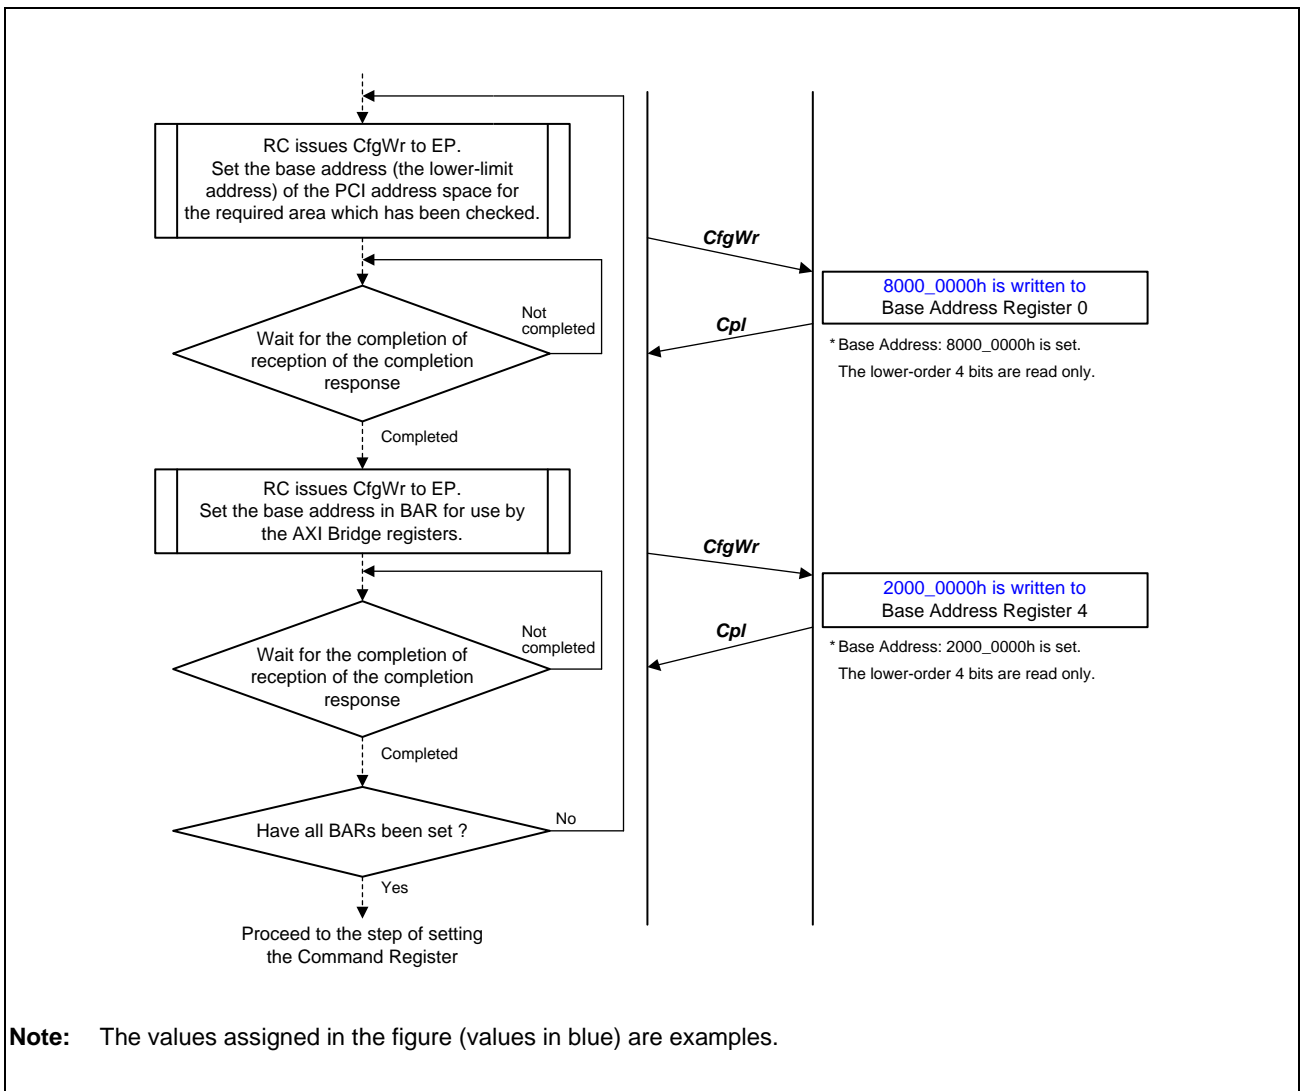 RC issues CfgWr to EP.
Set the base address (the lower-limit
address) of the PCI address space for
the required area which has been checked.
CfgWr
8000_0000h is written to
Base Address Register 0
Not
completed
Cpl
Wait for the completion of
reception of the completion
response
* Base Address: 8000_0000h is set.
The lower-order 4 bits are read only.
Completed
RC issues CfgWr to EP.
Set the base address in BAR for use by
the AXI Bridge registers.
CfgWr
2000_0000h is written to
Base Address Register 4
Not
completed
Cpl
Wait for the completion of
reception of the completion
response
* Base Address: 2000_0000h is set.
The lower-order 4 bits are read only.
Completed
Have all BARs been set ?
No
Yes
Proceed to the step of setting
the Command Register
Note: The values assigned in the figure (values in blue) are examples.